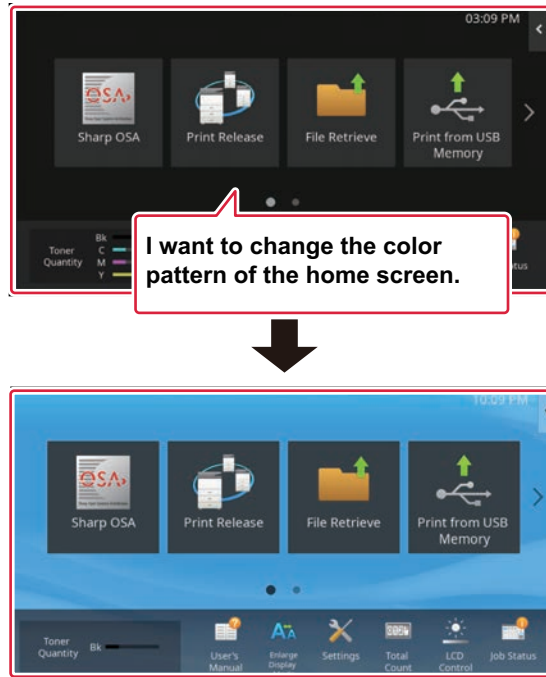 03:09 PM
Sharp OSA
Print Release
File Retrieve
Print from USB
Memory
Toner
Quantity
Bk
C
M
Y
I want to change the color
pattern of the home screen.
10:09 PM
Sharp OSA
Print Release
File Retrieve
Print from USB
Memory
Toner
Quantity
Bk
User's
Manual
Enlarge
Display
Settings
Total
Count
LCD
Control
Job Status